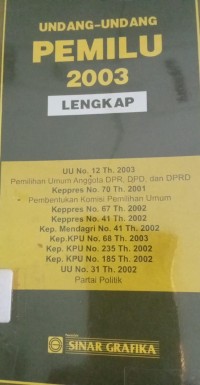 UNDANG-UNDANG
PEMILU
2003
LENGKAP
UU No. 12 Th. 2003
Pemilihan Umum Anggota DPR, DPD, dan DPRD
Keppres No. 70 Th. 2001
Pembentukan Komisi Pemilihan Umum
Keppres No. 67 Th. 2002
Keppres No. 41 Th. 2002
Kep. Mendagri No. 41 Th. 2002
Kep.KPU No. 68 Th. 2003
Kep. KPU No. 235 Th. 2002
Kep. KPU No. 185 Th. 2002
UU No. 31 Th. 2002
Partai Politik
SINAR GRAFIKA